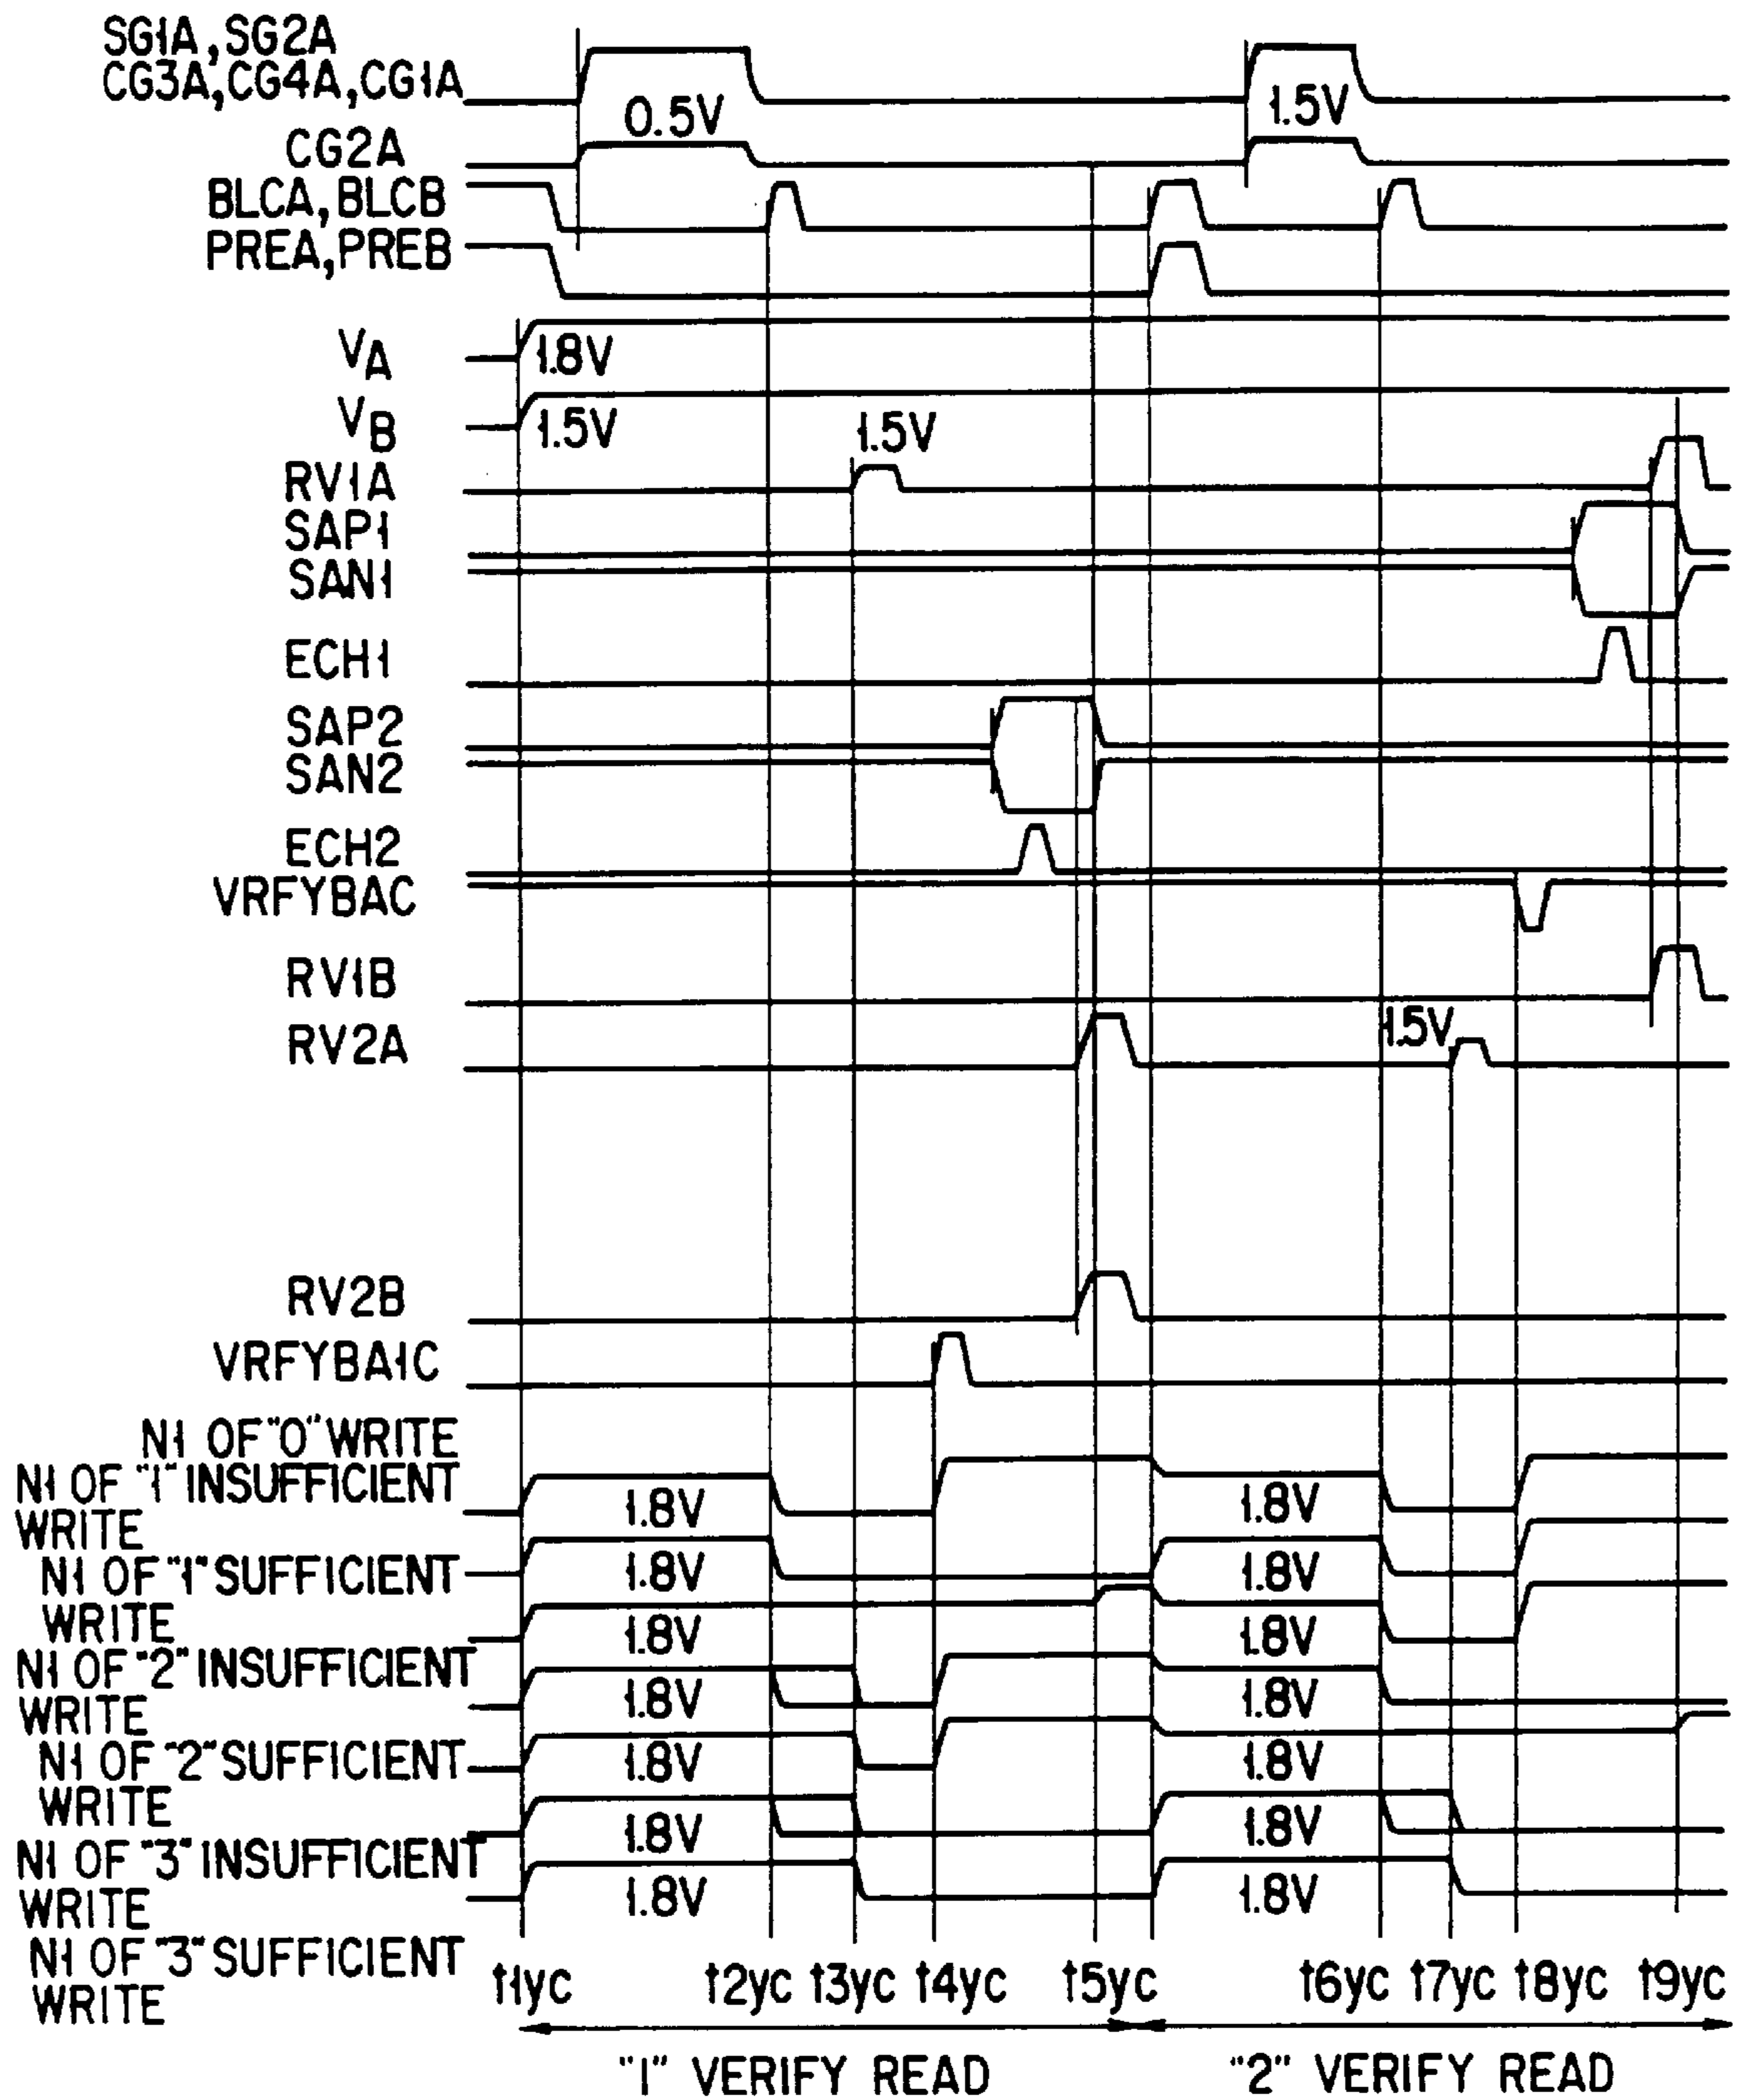 SG1A,SG2A
CG3A,CG4A,CG1A
0.5V
1.5V
CG2A
BLCA,BLCB
PREA,PREB
VA
1.8V
VB
1.5V
1.5V
RV1A
SAP1
SAN1
ECH1
SAP2
SAN2
ECH2
VRFYBAC
RV1B
RV2A
1.5V
RV2B
VRFYBA1C
N1 OF "0" WRITE
N1 OF "1" INSUFFICIENT
WRITE
1.8V
1.8V
N1 OF "1" SUFFICIENT
WRITE
1.8V
1.8V
1.8V
1.8V
N1 OF "2" INSUFFICIENT
WRITE
1.8V
1.8V
N1 OF "2" SUFFICIENT
WRITE
1.8V
1.8V
N1 OF "3" INSUFFICIENT
WRITE
1.8V
1.8V
1.8V
1.8V
N1 OF "3" SUFFICIENT
WRITE
t1yc t2yc t3yc t4yc t5yc t6yc t7yc t8yc t9yc
"1" VERIFY READ "2" VERIFY READ